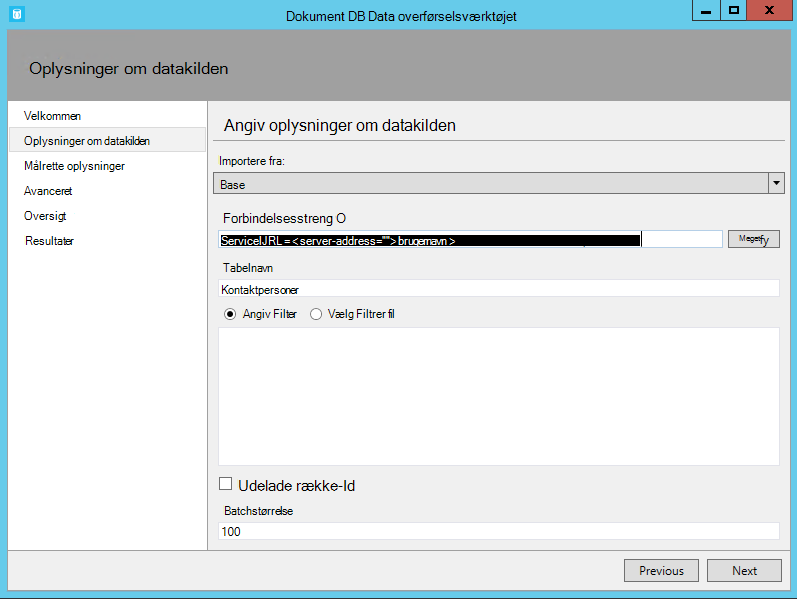 Dokument DB Data overførselsværktøjet
Oplysninger om datakilden
Velkommen
Oplysninger om datakilden
Målrette oplysninger
Avanceret
Oversigt
Resultater
Angiv oplysninger om datakilden
Importere fra:
Base
Forbindelsesstreng O
ServiceIJRL=<server-address="">brugernavn>
Tabelnavn
Kontaktpersoner
Angiv Filter
Vælg Filtrer fil
Udelade række-Id
Batchstørrelse
100
Previous
Next